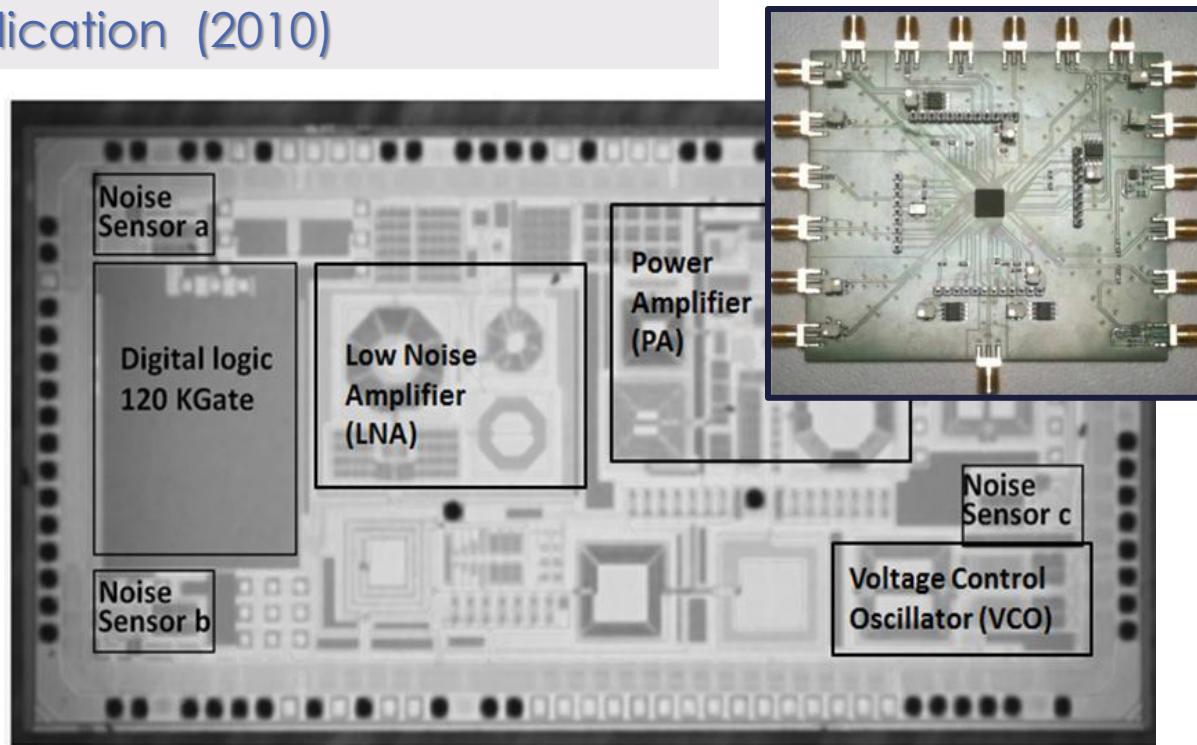 lication (2010)
Noise
Sensor a
Digital logic
120 KGate
Low Noise
Amplifier
(LNA)
Power
Amplifier
(PA)
Noise
Sensor b
Noise
Sensor c
Voltage Control
Oscillator (VCO)